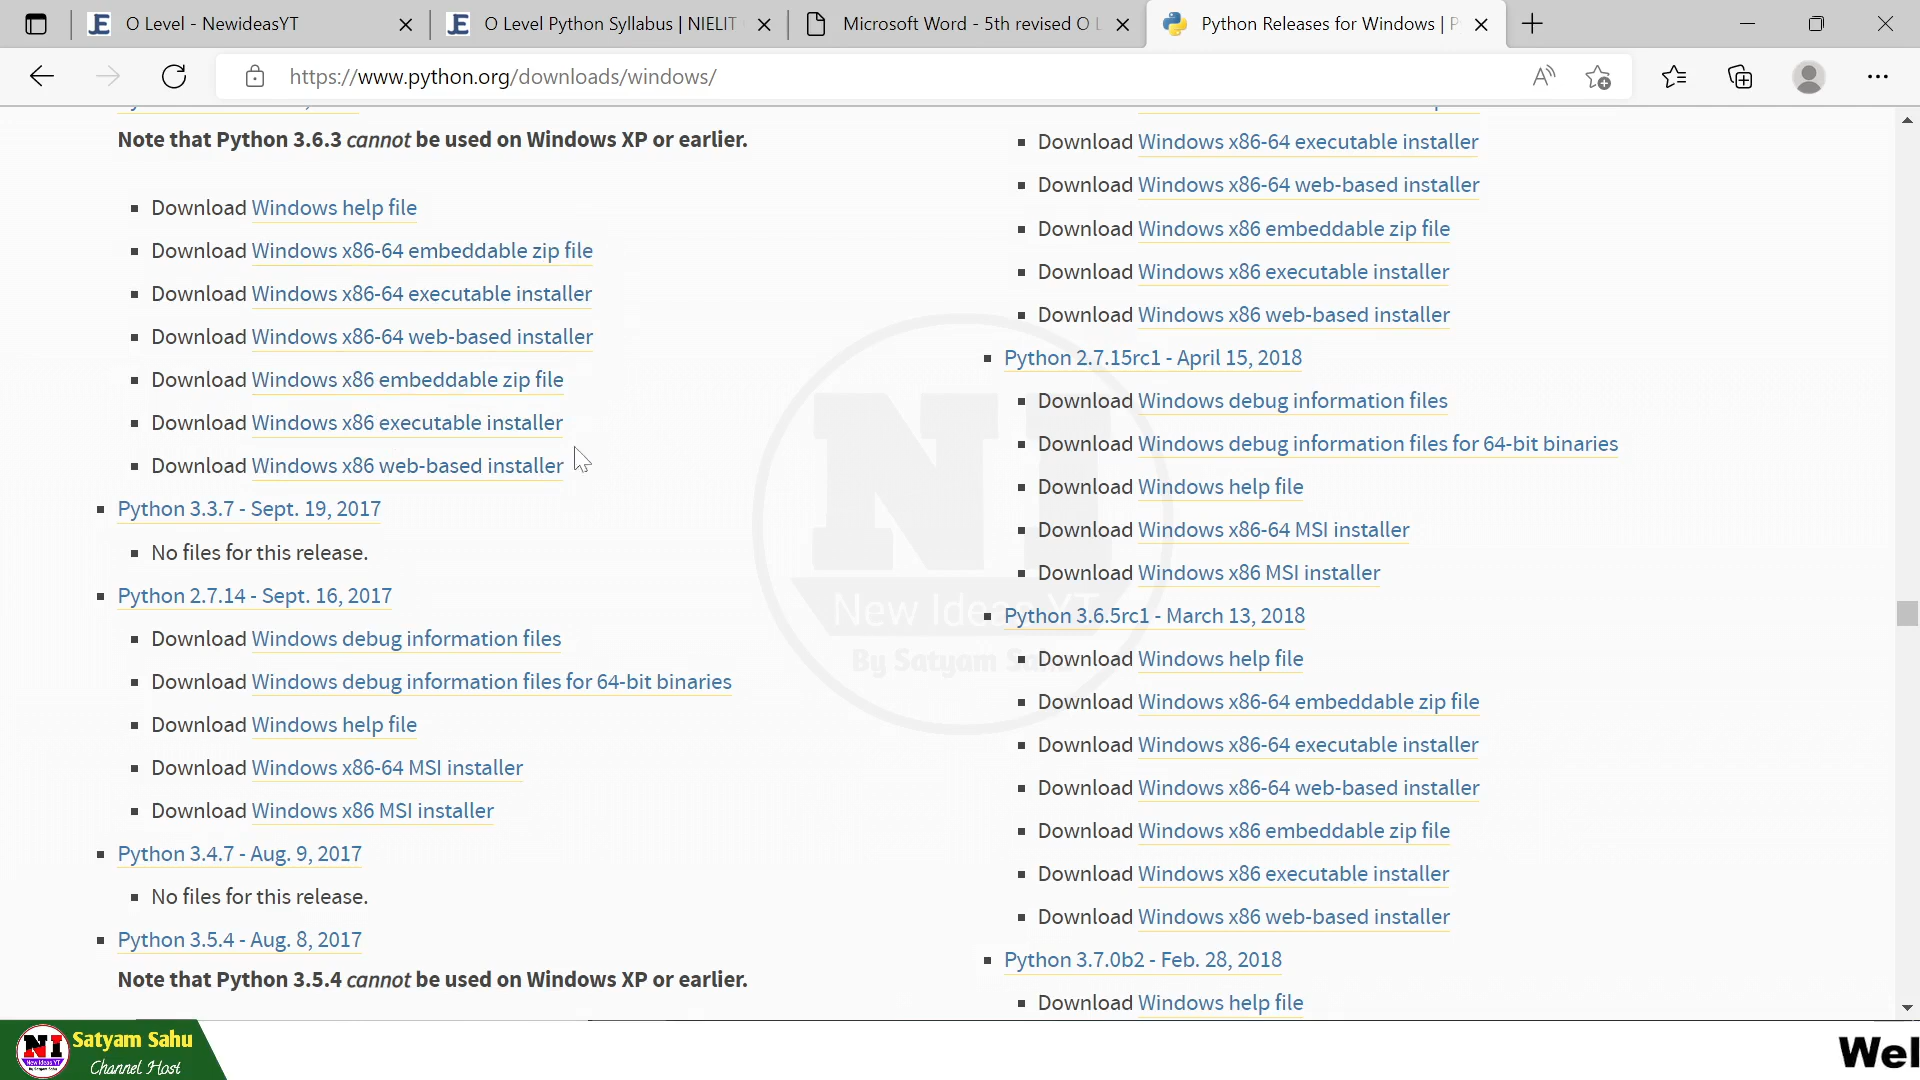 O Level - NewideasYT
O Level Python Syllabus | NIELIT
Microsoft Word - 5th revised O L
Python Releases for Windows | P
https://www.python.org/downloads/windows/
Note that Python 3.6.3 cannot be used on Windows XP or earlier.
Download Windows help file
Download Windows x86-64 embeddable zip file
Download Windows x86-64 executable installer
Download Windows x86-64 web-based installer
Download Windows x86 embeddable zip file
Download Windows x86 executable installer
Download Windows x86 web-based installer
Python 3.3.7 - Sept. 19, 2017
No files for this release.
Python 2.7.14 - Sept. 16, 2017
Download Windows debug information files
Download Windows debug information files for 64-bit binaries
Download Windows help file
Download Windows x86-64 MSI installer
Download Windows x86 MSI installer
Python 3.4.7 - Aug. 9, 2017
No files for this release.
Python 3.5.4 - Aug. 8, 2017
Note that Python 3.5.4 cannot be used on Windows XP or earlier.
Download Windows x86-64 executable installer
Download Windows x86-64 web-based installer
Download Windows x86 embeddable zip file
Download Windows x86 executable installer
Download Windows x86 web-based installer
Python 2.7.15rc1 - April 15, 2018
Download Windows debug information files
Download Windows debug information files for 64-bit binaries
Download Windows help file
Download Windows x86-64 MSI installer
Download Windows x86 MSI installer
Python 3.6.5rc1 - March 13, 2018
Download Windows help file
Download Windows x86-64 embeddable zip file
Download Windows x86-64 executable installer
Download Windows x86-64 web-based installer
Download Windows x86 embeddable zip file
Download Windows x86 executable installer
Download Windows x86 web-based installer
Python 3.7.0b2 - Feb. 28, 2018
Download Windows help file
NI
New Ideas YT
By Satyam Sahu
NI
Satyam Sahu
Channel Host
Wel